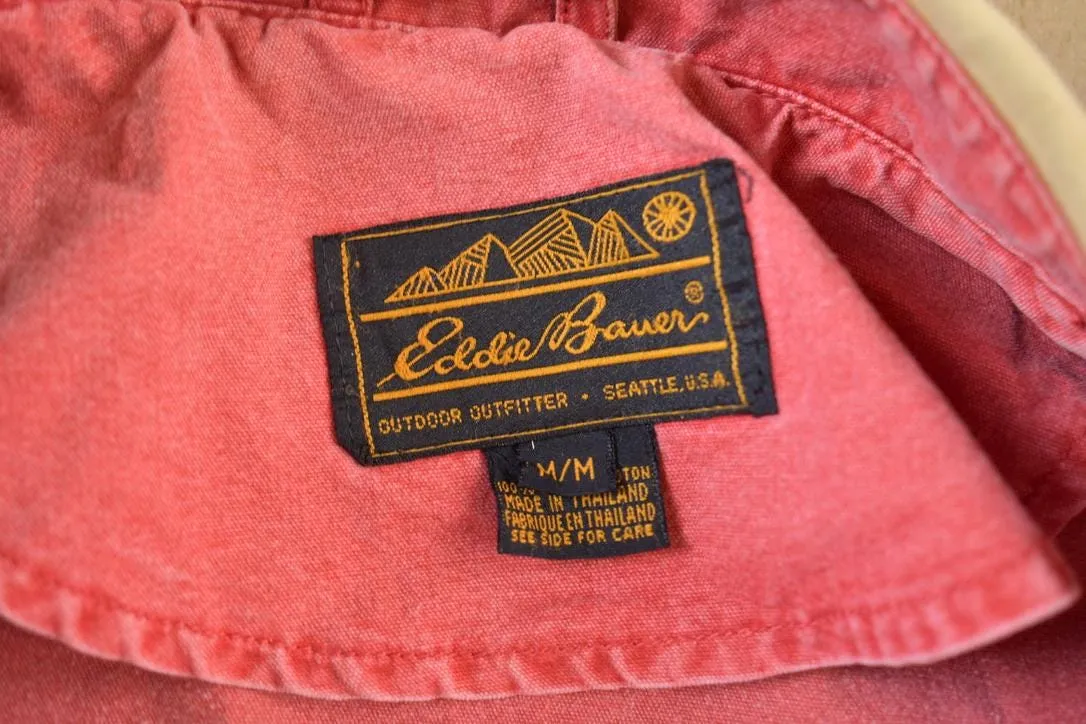 Eddie Bauer®
OUTDOOR OUTFITTER · SEATTLE, U.S.A.
M/M
MADE IN THAILAND
FABRIQUE EN THAILAND
SEE SIDE FOR CARE